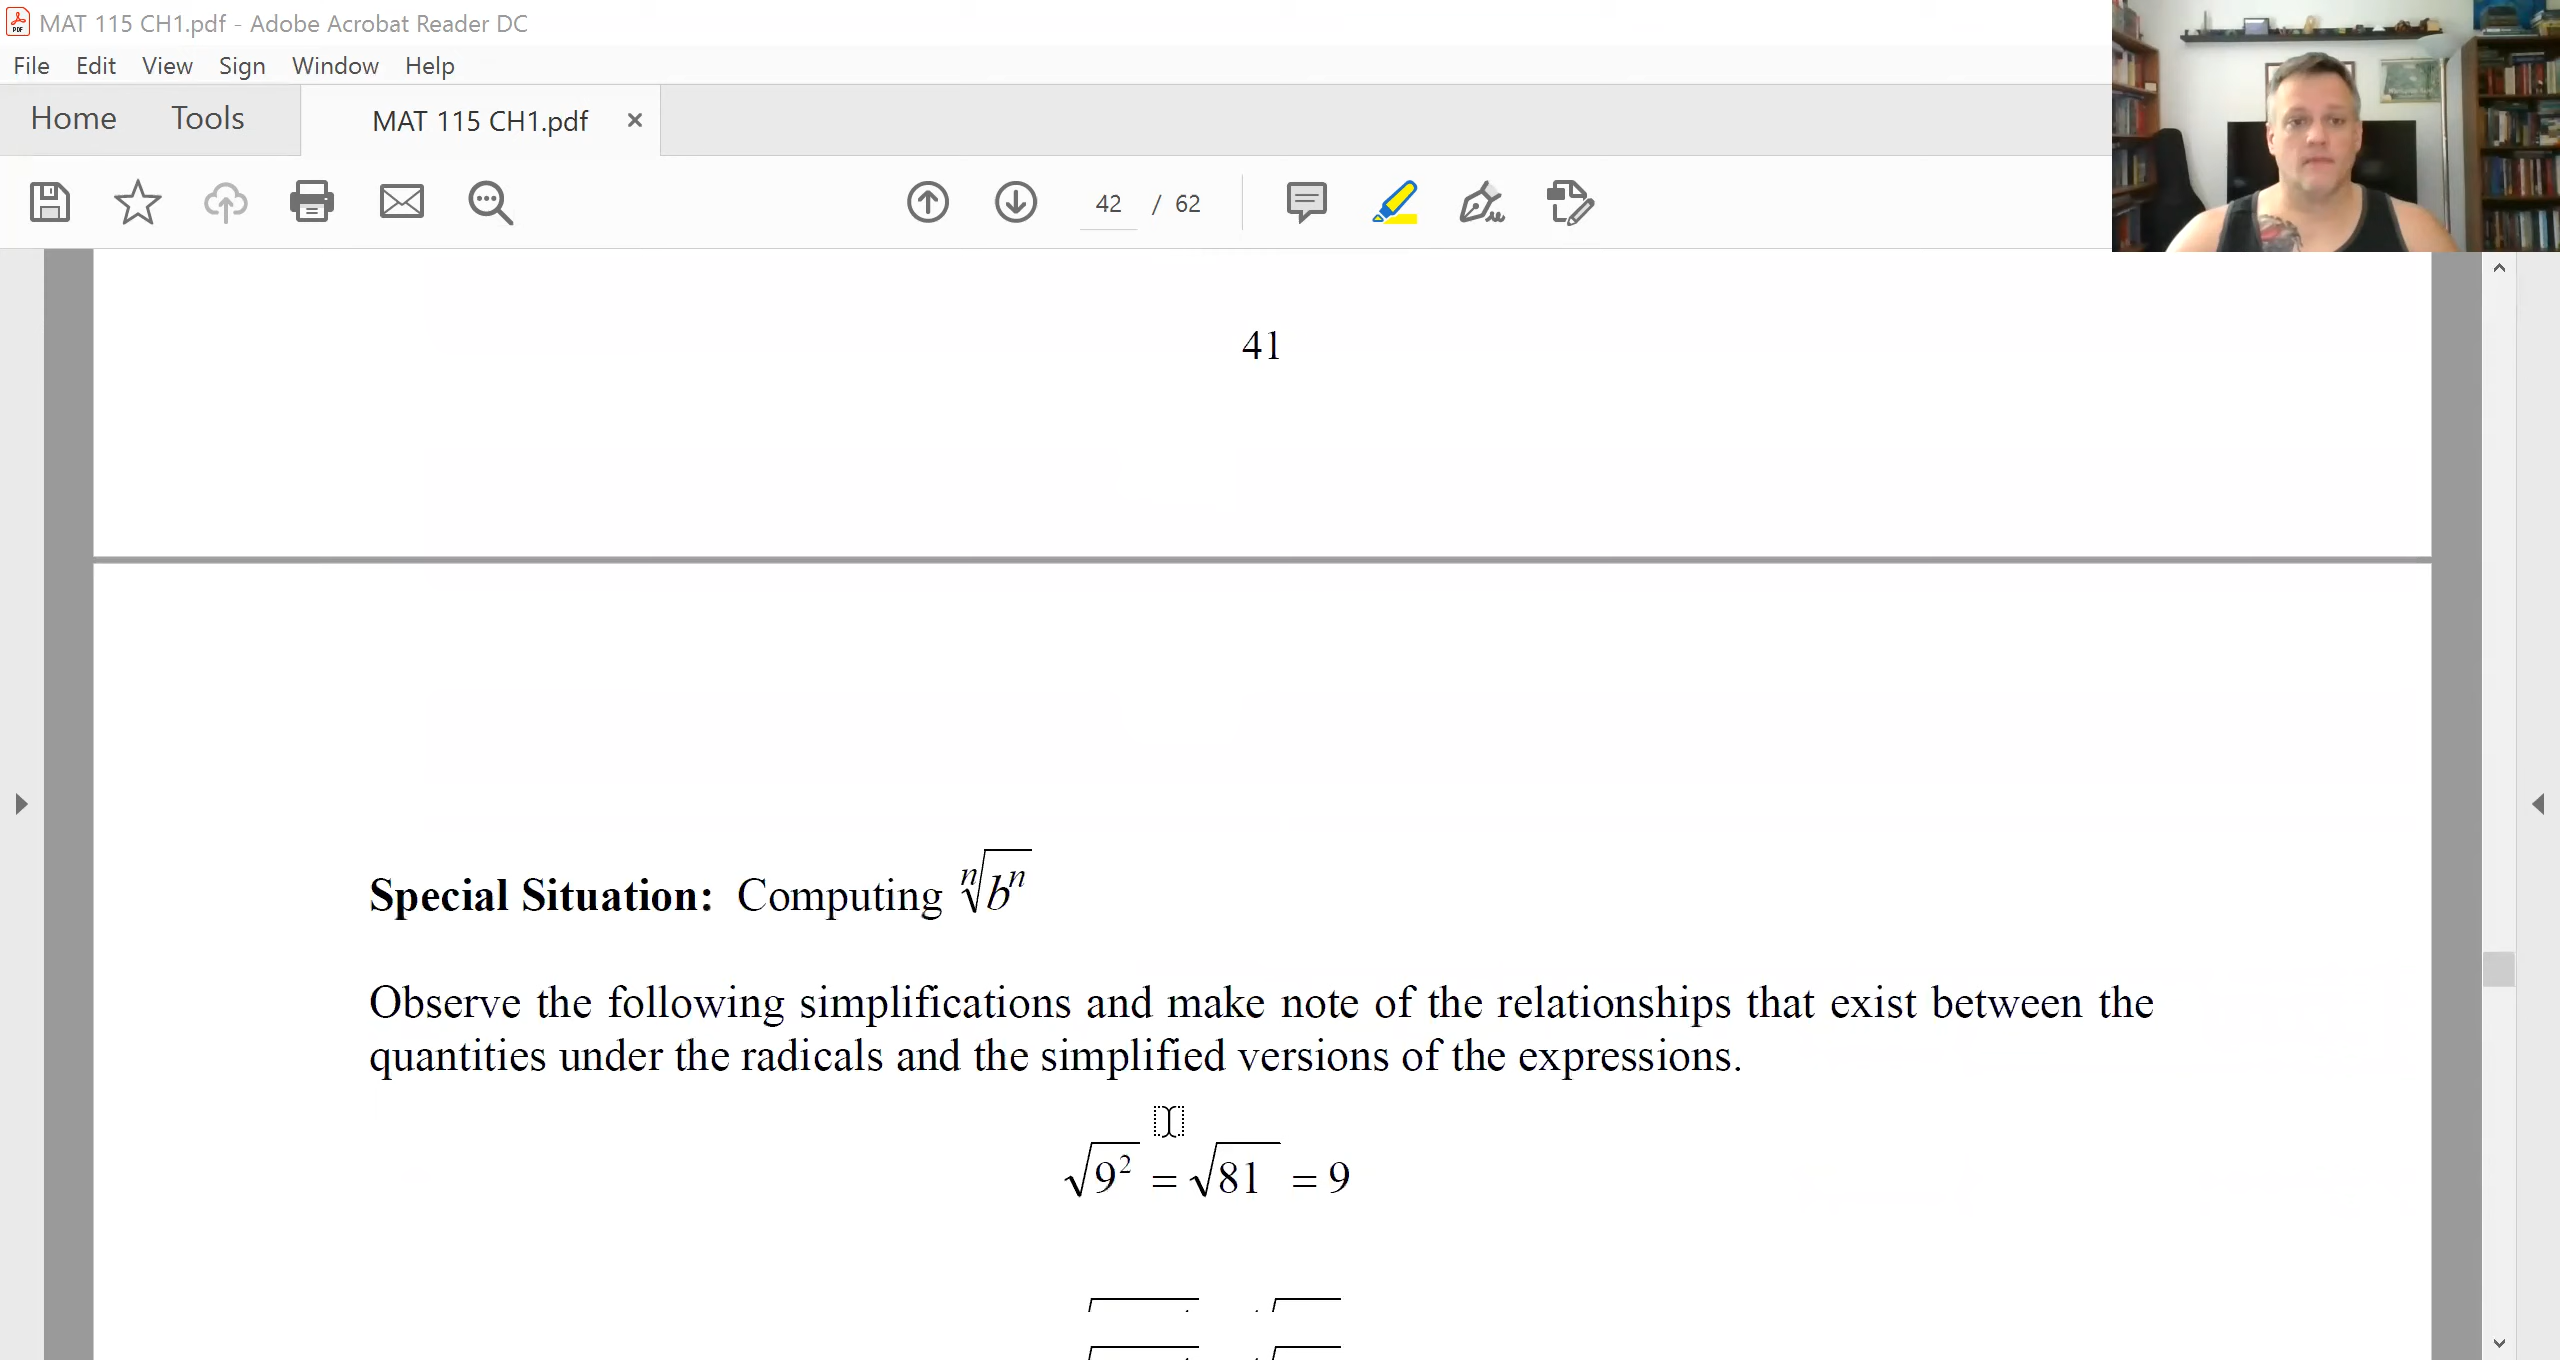 MAT 115 CH1.pdf - Adobe Acrobat Reader DC
File Edit View Sign Window Help
Home Tools MAT 115 CH1.pdf ×
42 / 62
41
Special Situation: Computing ⁿ√bⁿ
Observe the following simplifications and make note of the relationships that exist between the
quantities under the radicals and the simplified versions of the expressions.
√9² = √81 = 9